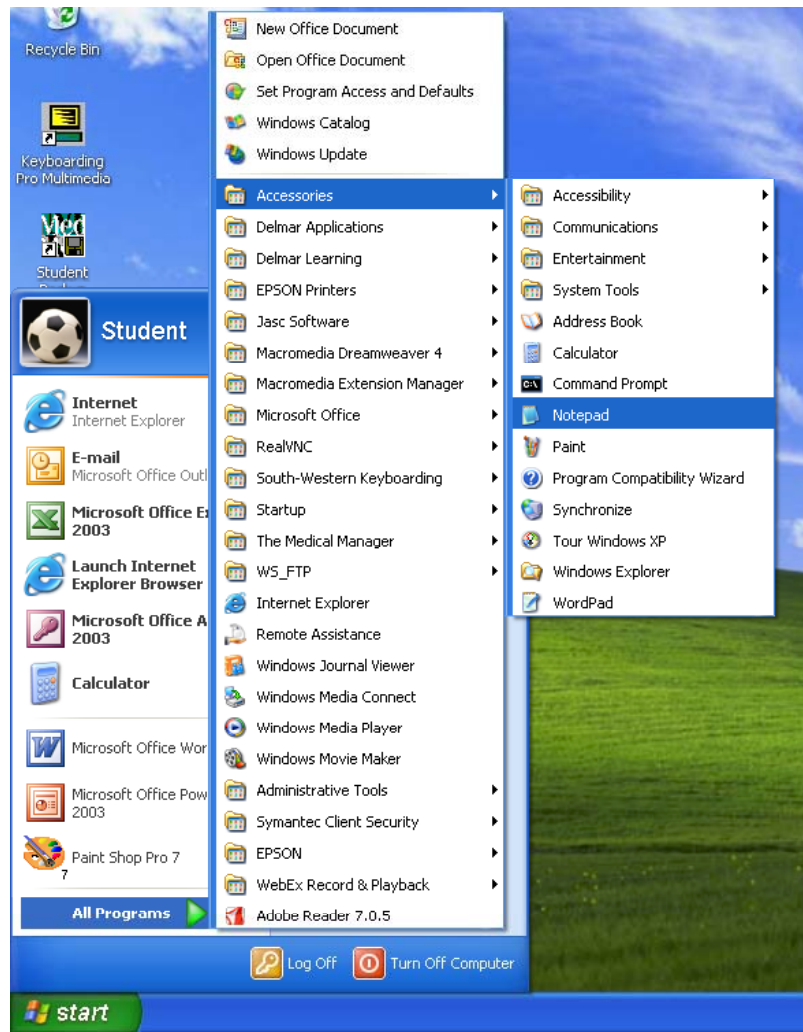 Recycle Bin
Keyboarding
Pro Multimedia
Med
Student
Student
Internet
Internet Explorer
E-mail
Microsoft Office Outl
Microsoft Office E
2003
Launch Internet
Explorer Browser
Microsoft Office A
2003
Calculator
Microsoft Office Wor
Microsoft Office Pow
2003
Paint Shop Pro 7
7
All Programs
New Office Document
Open Office Document
Set Program Access and Defaults
Windows Catalog
Windows Update
Accessories
Delmar Applications
Delmar Learning
EPSON Printers
Jasc Software
Macromedia Dreamweaver 4
Macromedia Extension Manager
Microsoft Office
RealVNC
South-Western Keyboarding
Startup
The Medical Manager
WS_FTP
Internet Explorer
Remote Assistance
Windows Journal Viewer
Windows Media Connect
Windows Media Player
Windows Movie Maker
Administrative Tools
Symantec Client Security
EPSON
WebEx Record & Playback
Adobe Reader 7.0.5
Accessibility
Communications
Entertainment
System Tools
Address Book
Calculator
Command Prompt
Notepad
Paint
Program Compatibility Wizard
Synchronize
Tour Windows XP
Windows Explorer
WordPad
Log Off
Turn Off Computer
start